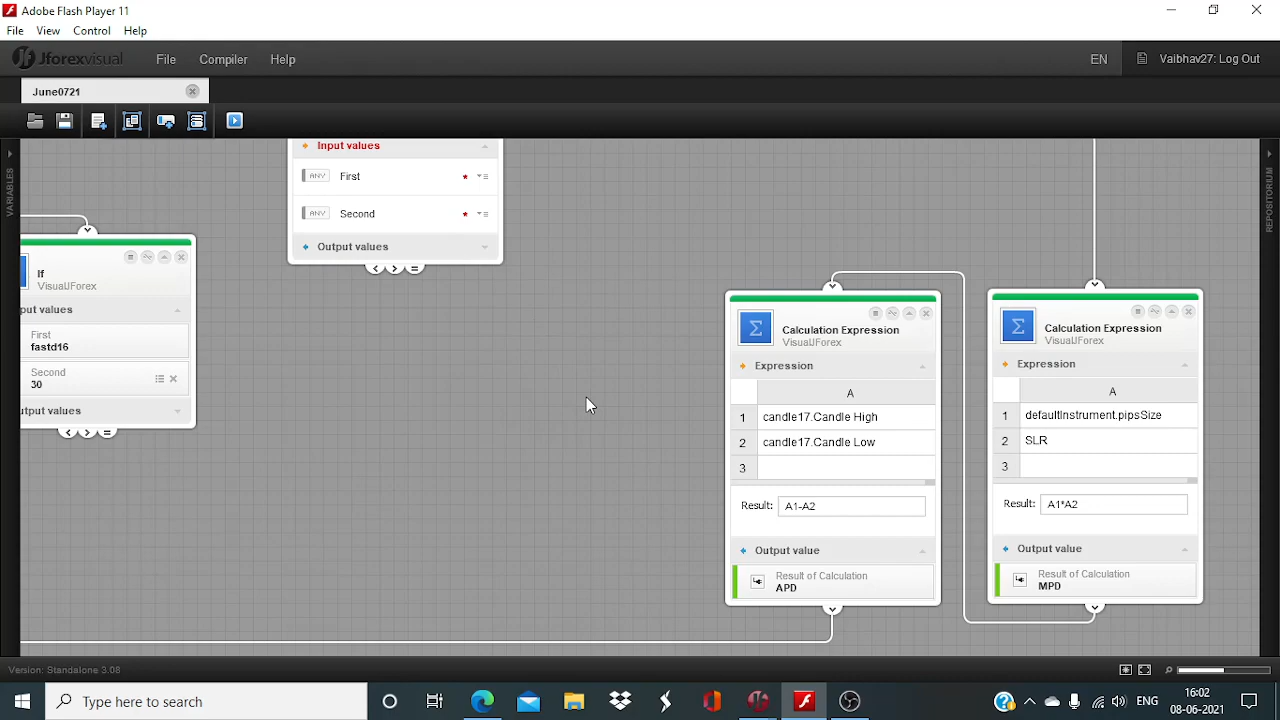 Adobe Flash Player 11
File View Control Help
Jforexvisual File Compiler Help EN Vaibhav27: Log Out
June0721
VARIABLES
REPOSITORIUM
Input values
ANY First *
ANY Second *
Output values
If
VisualJForex
put values
First
fastd16
Second
30
utput values
Calculation Expression
VisualJForex
Expression
A
1 candle17.Candle High
2 candle17.Candle Low
3
Result: A1-A2
Output value
Result of Calculation
APD
Calculation Expression
VisualJForex
Expression
A
1 defaultInstrument.pipsSize
2 SLR
3
Result: A1*A2
Output value
Result of Calculation
MPD
Version: Standalone 3.08
Type here to search
ENG
16:02
08-06-2021